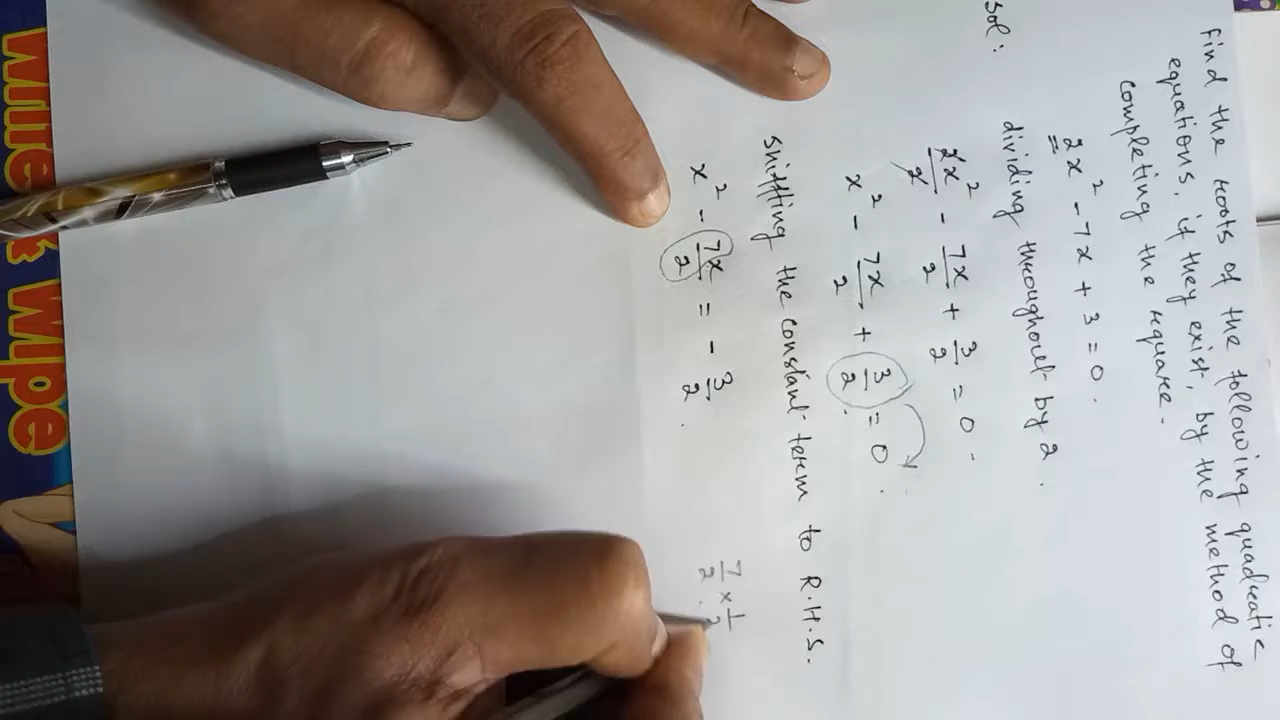 Find the roots of the following quadratic
equations, if they exist, by the method of
completing the square.
2x² - 7x + 3 = 0.
sol:
dividing throughout by 2.
2x²/2 - 7x/2 + 3/2 = 0.
x² - 7x/2 + 3/2 = 0.
shifting the constant term to R.H.S.
x² - 7x/2 = - 3/2.
7/2 × 1/2
Wipe